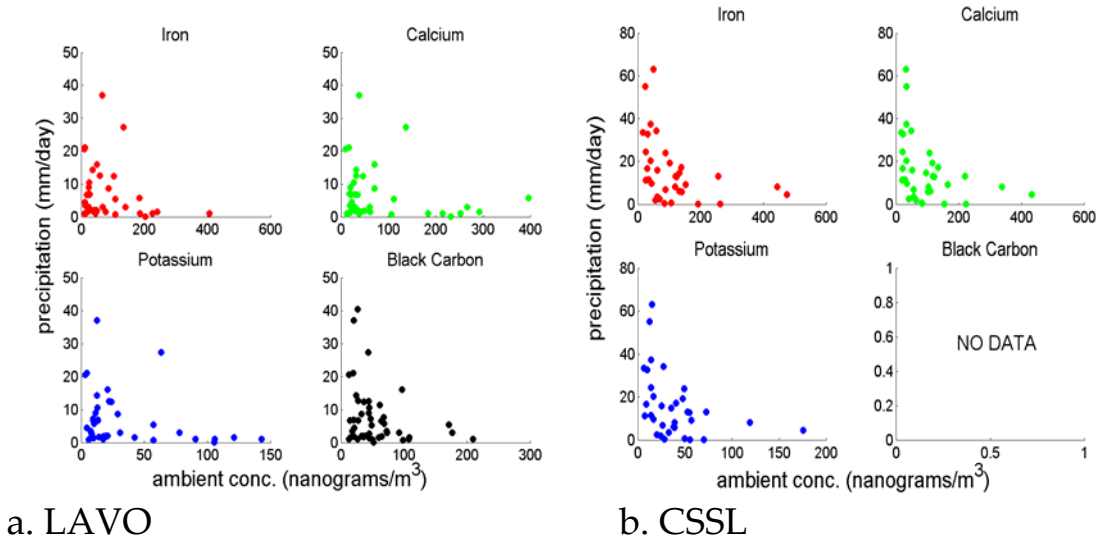 Iron
Calcium
50
40
30
20
10
0
0 200 400 600
50
40
30
20
10
0
0 100 200 300 400
Potassium
Black Carbon
50
40
30
20
10
0
0 50 100 150
50
40
30
20
10
0
0 100 200 300
precipitation (mm/day)
ambient conc. (nanograms/m³)
a. LAVO
Iron
Calcium
80
60
40
20
0
0 200 400 600
80
60
40
20
0
0 200 400 600
Potassium
Black Carbon
80
60
40
20
0
0 50 100 150 200
1
0.8
0.6
0.4
0.2
0
NO DATA
0 0.5 1
precipitation (mm/day)
ambient conc. (nanograms/m³)
b. CSSL